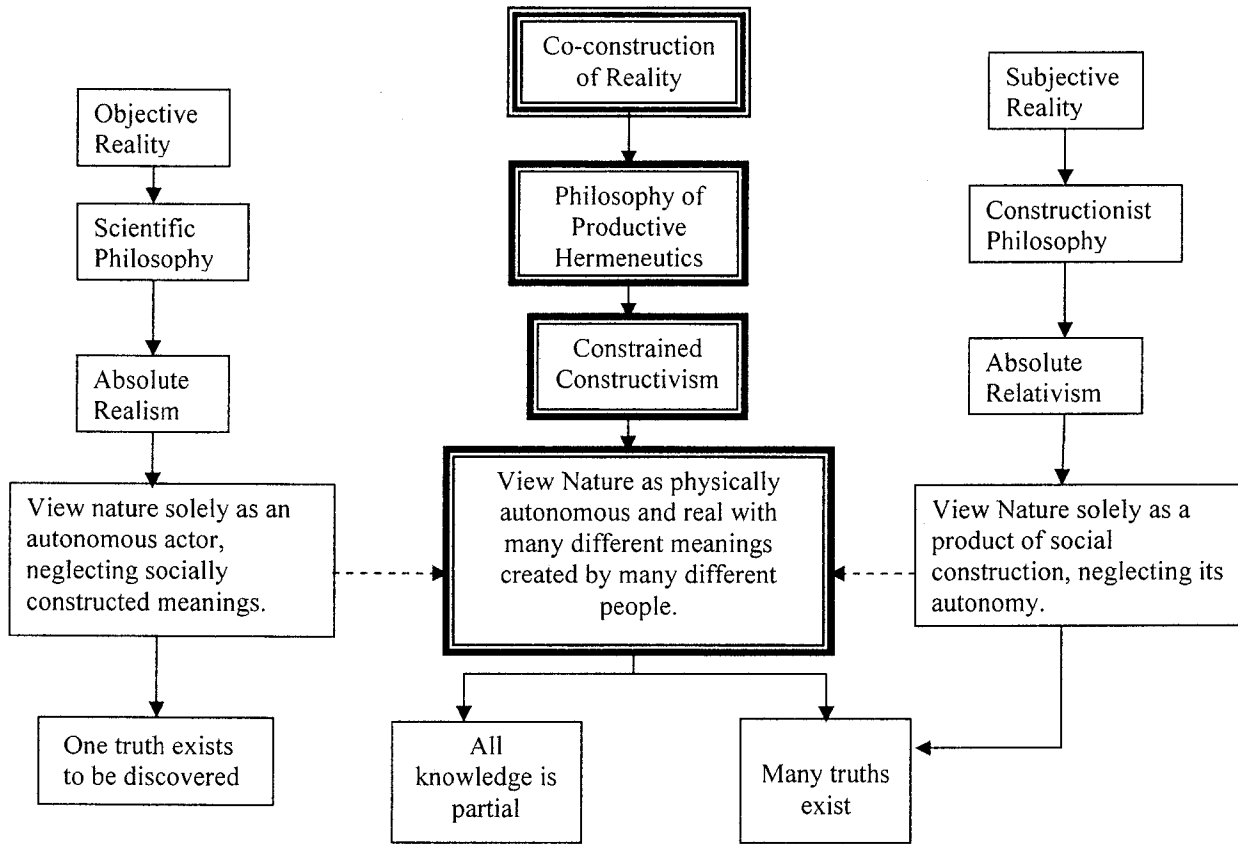 Objective
Reality
Scientific
Philosophy
Absolute
Realism
View nature solely as an
autonomous actor,
neglecting socially
constructed meanings.
One truth exists
to be discovered
Co-construction
of Reality
Philosophy of
Productive
Hermeneutics
Constrained
Constructivism
View Nature as physically
autonomous and real with
many different meanings
created by many different
people.
All
knowledge is
partial
Many truths
exist
Subjective
Reality
Constructionist
Philosophy
Absolute
Relativism
View Nature solely as a
product of social
construction, neglecting its
autonomy.